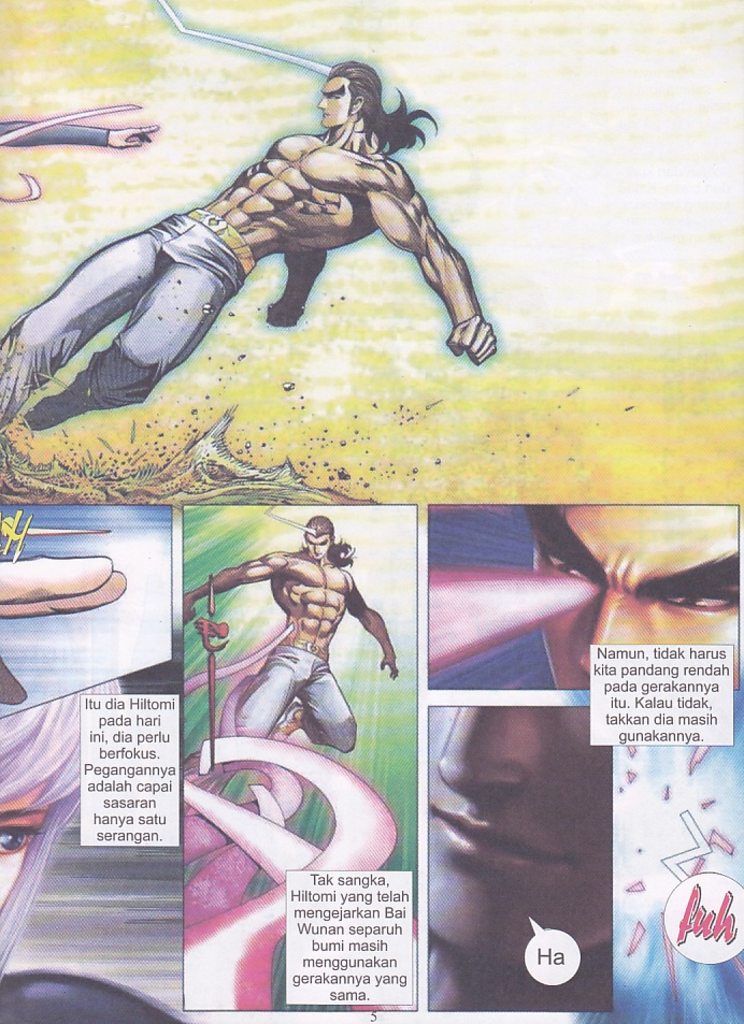 Itu dia Hiltomi
pada hari
ini, dia perlu
berfokus.
Pegangannya
adalah capai
sasaran
hanya satu
serangan.
Tak sangka,
Hiltomi yang telah
mengejarkan Bai
Wunan separuh
bumi masih
menggunakan
gerakannya yang
sama.
Namun, tidak harus
kita pandang rendah
pada gerakannya
itu. Kalau tidak,
takkan dia masih
gunakannya.
Ha
fuh
5